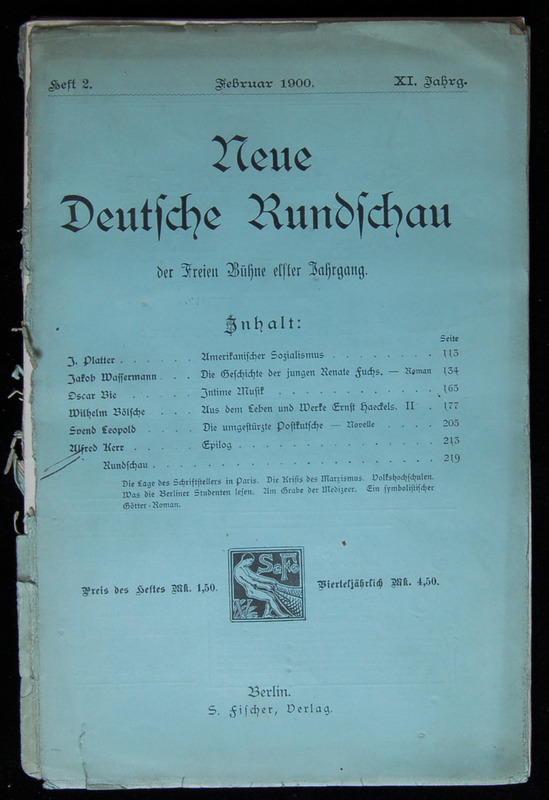 Heft 2. Februar 1900. XI. Jahrg.
Neue
Deutsche Rundschau
der Freien Bühne elfter Jahrgang.
Inhalt:
Seite
J. Platter . . . . . . Amerikanischer Sozialismus . . . . . . . . 113
Jakob Wassermann . . . Die Geschichte der jungen Renate Fuchs. — Roman 134
Oscar Bie . . . . . . Intime Musik . . . . . . . . . . . . 165
Wilhelm Bölsche . . . Aus dem Leben und Werke Ernst Haeckels. II . 177
Svend Leopold . . . . Die umgestürzte Postkutsche — Novelle . . . . . 205
Alfred Kerr . . . . . Epilog . . . . . . . . . . . . . . 215
Rundschau . . . . . . . . . . . . . . . . . . . . 219
Die Lage des Schriftstellers in Paris. Die Krisis des Marxismus. Volkshochschulen.
Was die Berliner Studenten lesen. Am Grabe der Medizeer. Ein symbolistischer
Götter-Roman.
Preis des Heftes Mk. 1,50. Vierteljährlich Mk. 4,50.
Berlin.
S. Fischer, Verlag.